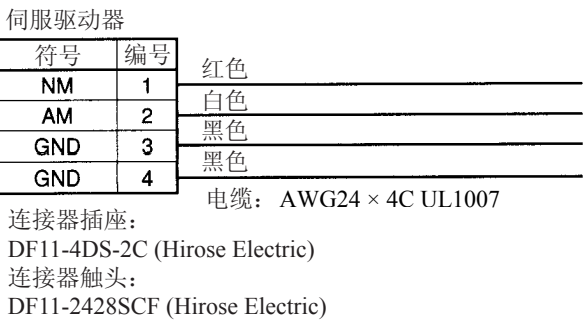 伺服驱动器
符号 编号
NM 1 红色
AM 2 白色
GND 3 黑色
GND 4 黑色
电缆： AWG24 × 4C UL1007
连接器插座：
DF11-4DS-2C (Hirose Electric)
连接器触头：
DF11-2428SCF (Hirose Electric)